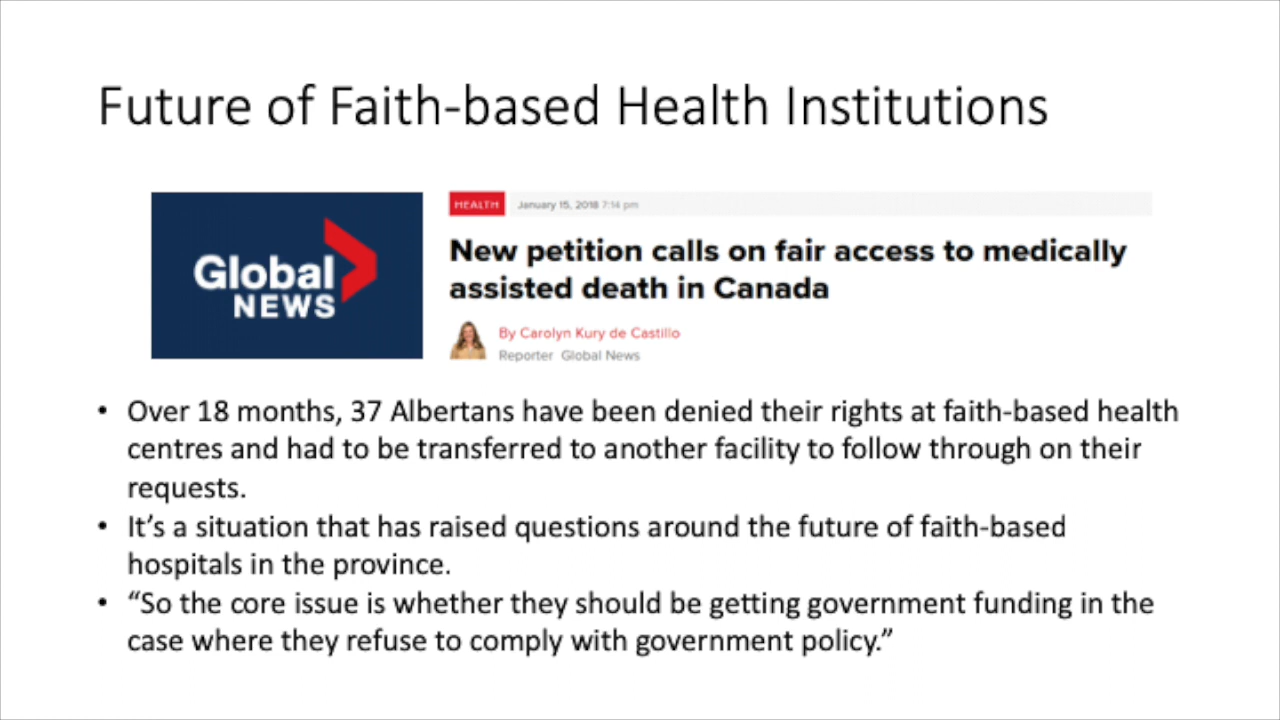 Future of Faith-based Health Institutions
Global
NEWS
HEALTH January 15, 2018 7:14 pm
New petition calls on fair access to medically
assisted death in Canada
By Carolyn Kury de Castillo
Reporter Global News
• Over 18 months, 37 Albertans have been denied their rights at faith-based health
centres and had to be transferred to another facility to follow through on their
requests.
• It’s a situation that has raised questions around the future of faith-based
hospitals in the province.
• “So the core issue is whether they should be getting government funding in the
case where they refuse to comply with government policy.”